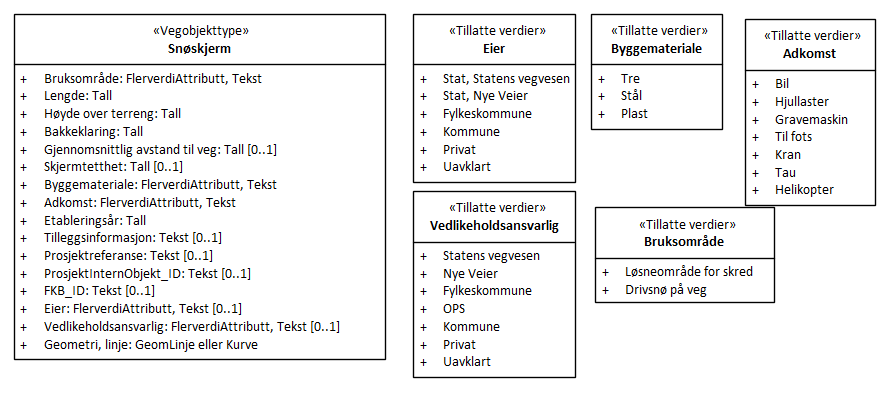 «Vegobjekttype»
Snøskjerm
+ Bruksområde: FlerverdiAttributt, Tekst
+ Lengde: Tall
+ Høyde over terreng: Tall
+ Bakkeklaring: Tall
+ Gjennomsnittlig avstand til veg: Tall [0..1]
+ Skjermtetthet: Tall [0..1]
+ Byggemateriale: FlerverdiAttributt, Tekst
+ Adkomst: FlerverdiAttributt, Tekst
+ Etableringsår: Tall
+ Tilleggsinformasjon: Tekst [0..1]
+ Prosjektreferanse: Tekst [0..1]
+ ProsjektInternObjekt_ID: Tekst [0..1]
+ FKB_ID: Tekst [0..1]
+ Eier: FlerverdiAttributt, Tekst [0..1]
+ Vedlikeholdsansvarlig: FlerverdiAttributt, Tekst [0..1]
+ Geometri, linje: GeomLinje eller Kurve
«Tillatte verdier»
Eier
+ Stat, Statens vegvesen
+ Stat, Nye Veier
+ Fylkeskommune
+ Kommune
+ Privat
+ Uavklart
«Tillatte verdier»
Byggemateriale
+ Tre
+ Stål
+ Plast
«Tillatte verdier»
Adkomst
+ Bil
+ Hjullaster
+ Gravemaskin
+ Til fots
+ Kran
+ Tau
+ Helikopter
«Tillatte verdier»
Vedlikeholdsansvarlig
+ Statens vegvesen
+ Nye Veier
+ Fylkeskommune
+ OPS
+ Kommune
+ Privat
+ Uavklart
«Tillatte verdier»
Bruksområde
+ Løsneområde for skred
+ Drivsnø på veg